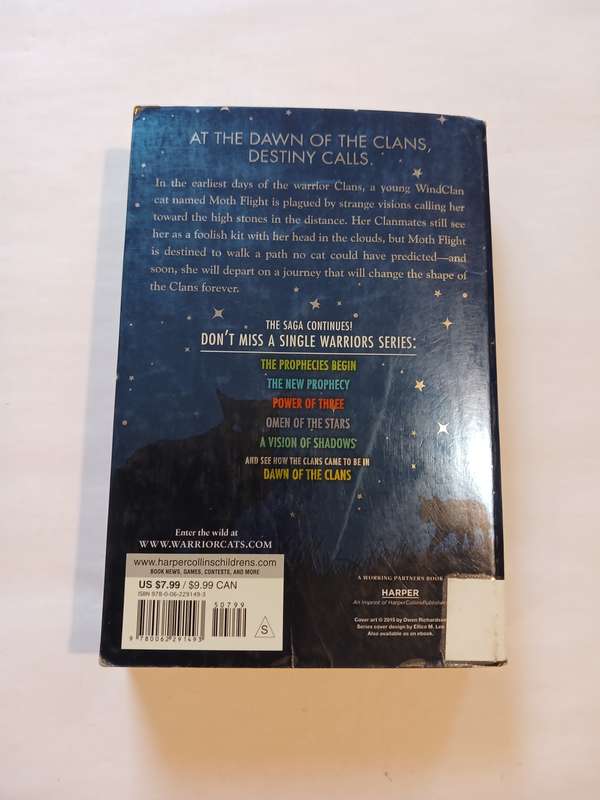 AT THE DAWN OF THE CLANS,
DESTINY CALLS.
In the earliest days of the warrior Clans, a young WindClan
cat named Moth Flight is plagued by strange visions calling her
toward the high stones in the distance. Her Clanmates still see
her as a foolish kit with her head in the clouds, but Moth Flight
is destined to walk a path no cat could have predicted—and
soon, she will depart on a journey that will change the shape of
the Clans forever.
THE SAGA CONTINUES!
DON'T MISS A SINGLE WARRIORS SERIES:
THE PROPHECIES BEGIN
THE NEW PROPHECY
POWER OF THREE
OMEN OF THE STARS
A VISION OF SHADOWS
AND SEE HOW THE CLANS CAME TO BE IN
DAWN OF THE CLANS
Enter the wild at
WWW.WARRIORCATS.COM
www.harpercollinschildrens.com
BOOK NEWS, GAMES, CONTESTS, AND MORE
US $7.99 / $9.99 CAN
ISBN 978-0-06-229149-3
50799
9 780062 291493
S
A WORKING PARTNERS BOOK
HARPER
An Imprint of HarperCollinsPublishers
Cover art © 2015 by Owen Richardson
Series cover design by Ellice M. Lee
Also available as an ebook.